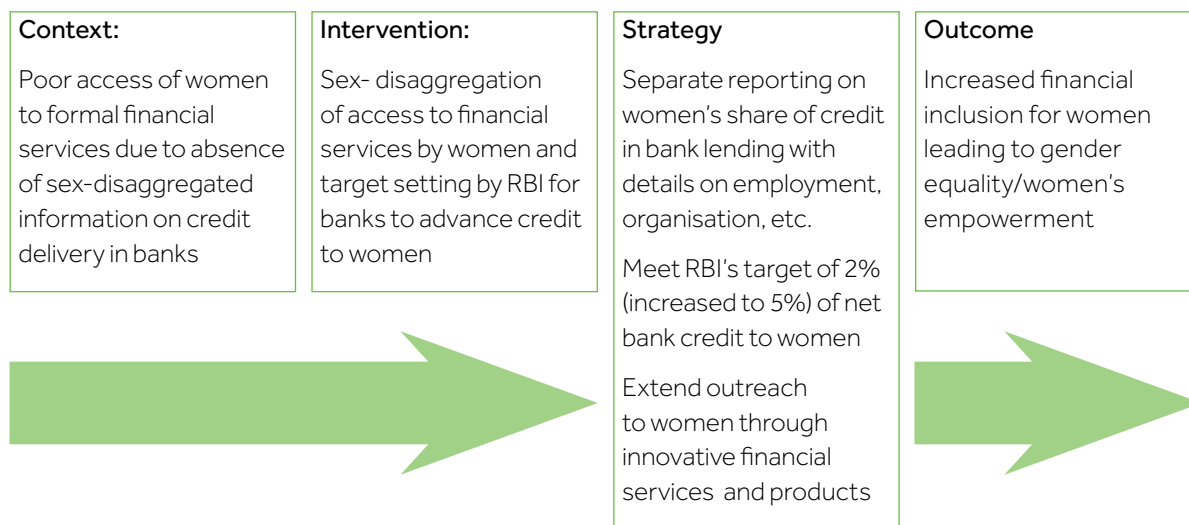 Context:
Poor access of women
to formal financial
services due to absence
of sex-disaggregated
information on credit
delivery in banks
Intervention:
Sex- disaggregation
of access to financial
services by women and
target setting by RBI for
banks to advance credit
to women
Strategy
Separate reporting on
women's share of credit
in bank lending with
details on employment,
organisation, etc.
Meet RBI's target of 2%
(increased to 5%) of net
bank credit to women
Extend outreach
to women through
innovative financial
services and products
Outcome
Increased financial
inclusion for women
leading to gender
equality/women's
empowerment